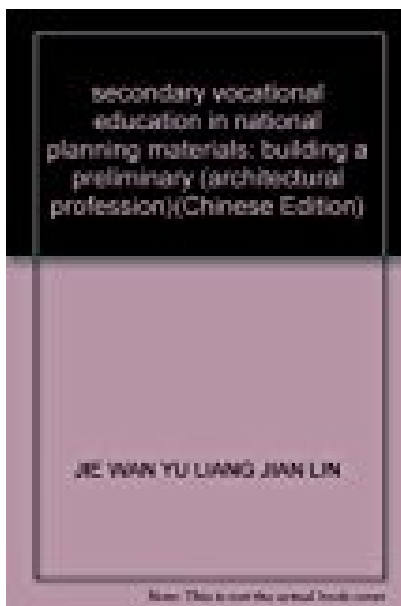 secondary vocational
education in national
planning materials: building a
preliminary (architectural
profession)(Chinese Edition)
JIE WAN YU LIANG JIAN LIN
Note: This is not the actual book cover